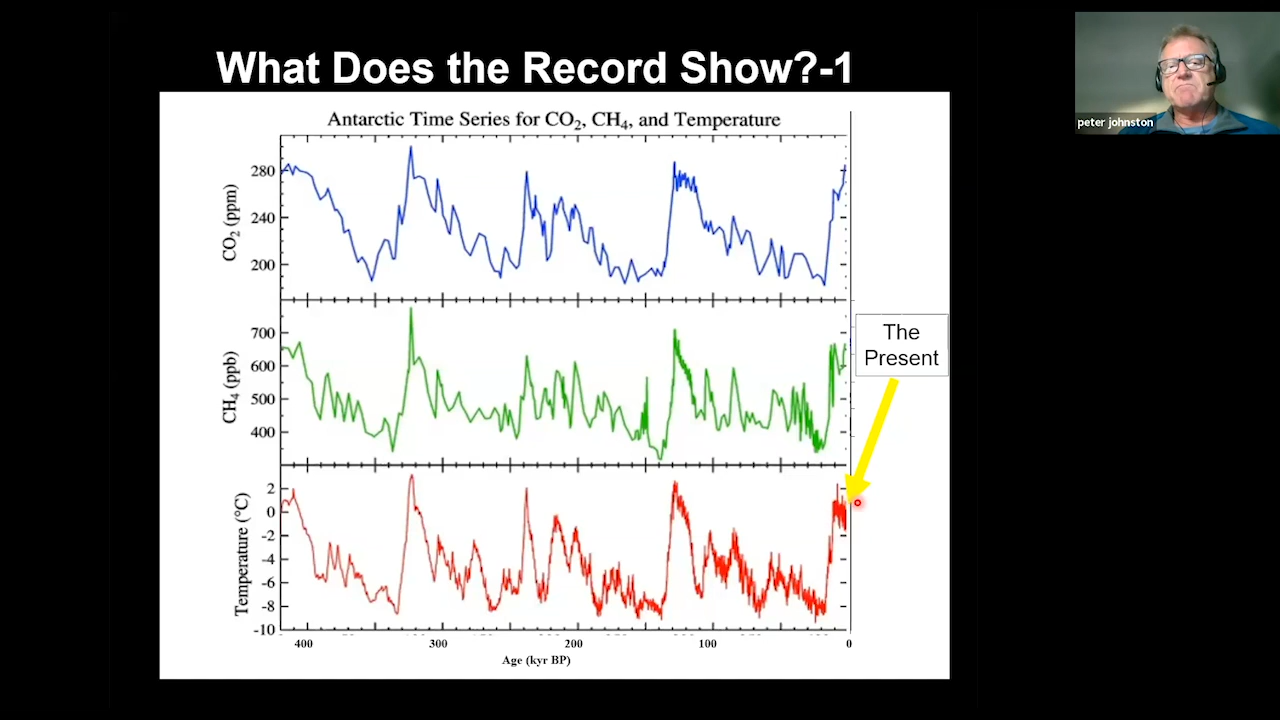 What Does the Record Show?-1
peter johnston
Antarctic Time Series for CO₂, CH₄, and Temperature
CO₂ (ppm)
280
240
200
CH₄ (ppb)
700
600
500
400
The
Present
Temperature (°C)
2
0
-2
-4
-6
-8
-10
400 300 200 100 0
Age (kyr BP)